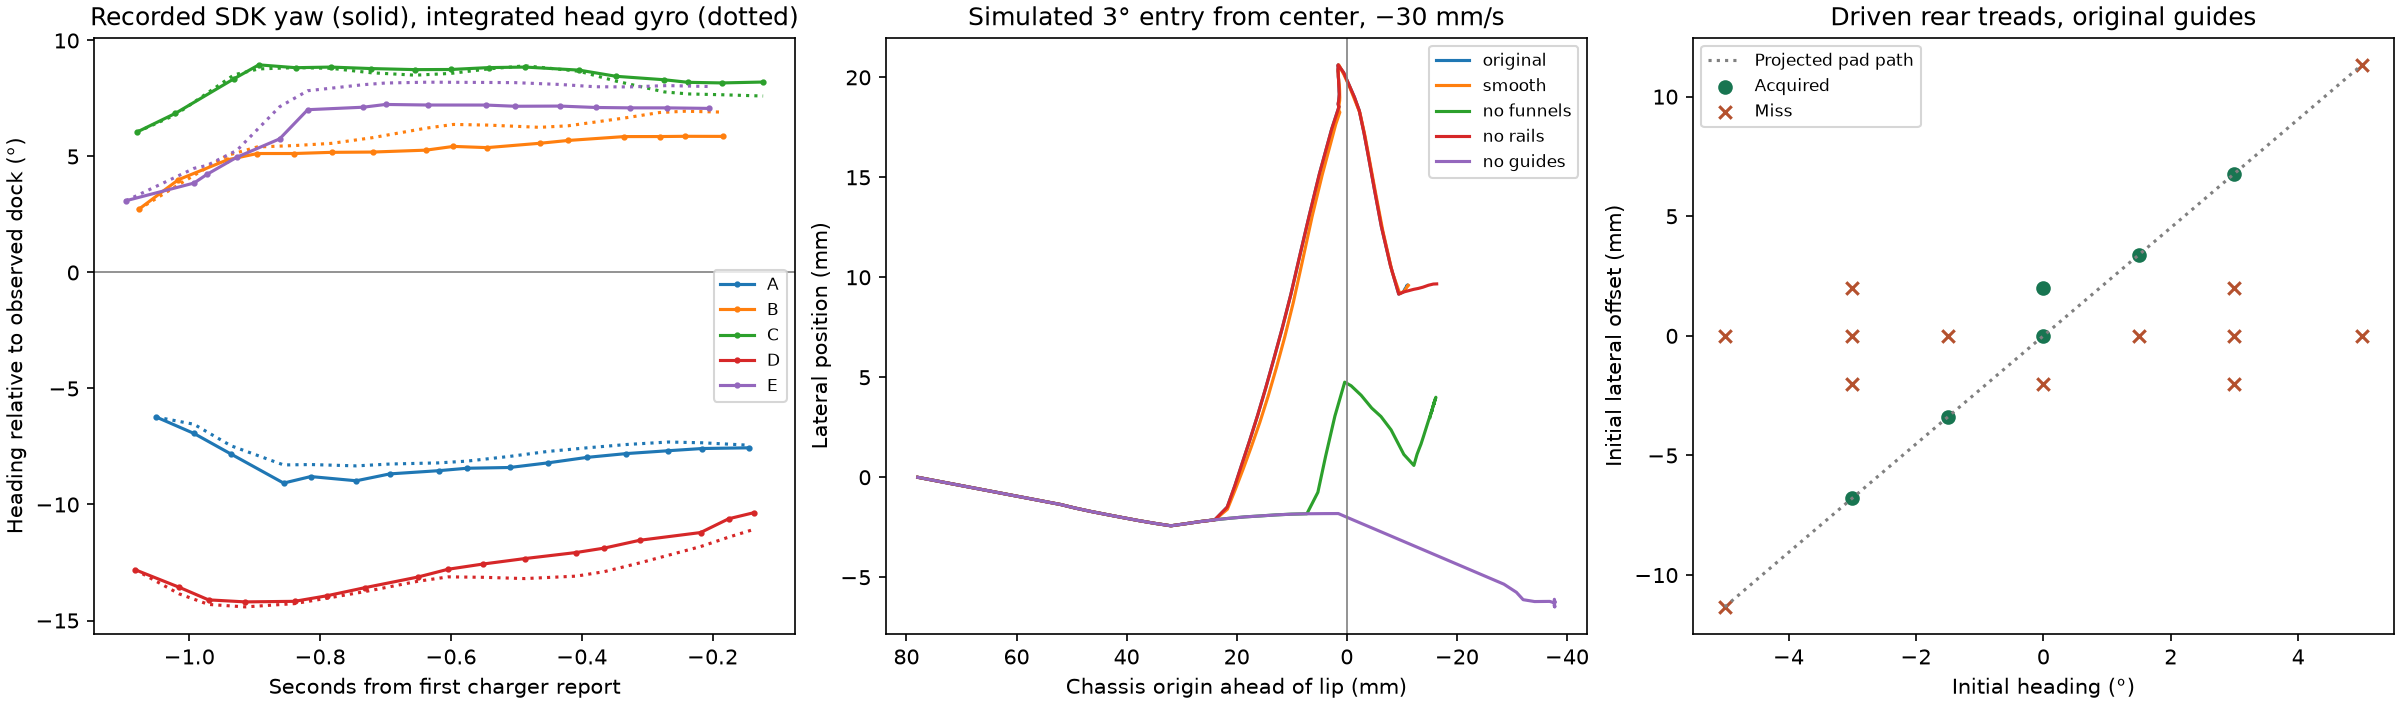 Recorded SDK yaw (solid), integrated head gyro (dotted)
Heading relative to observed dock (°)
10
5
0
−5
−10
−15
A
B
C
D
E
−1.0
−0.8
−0.6
−0.4
−0.2
Seconds from first charger report
Simulated 3° entry from center, −30 mm/s
Lateral position (mm)
20
15
10
5
0
−5
original
smooth
no funnels
no rails
no guides
80
60
40
20
0
−20
−40
Chassis origin ahead of lip (mm)
Driven rear treads, original guides
Initial lateral offset (mm)
10
5
0
−5
−10
Projected pad path
Acquired
Miss
−4
−2
0
2
4
Initial heading (°)